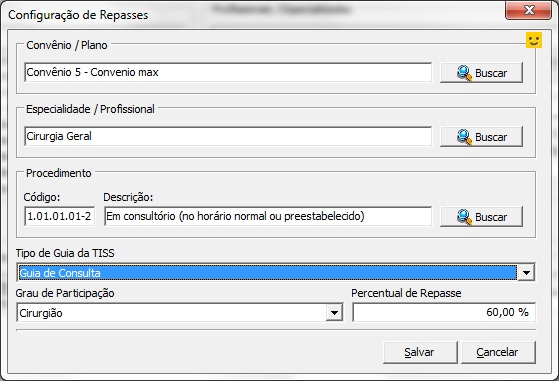 Configuração de Repasses
Convênio / Plano
Convênio 5 - Convenio max
Buscar
Especialidade / Profissional
Cirurgia Geral
Buscar
Procedimento
Código: Descrição:
1.01.01.01-2 Em consultório (no horário normal ou preestabelecido) Buscar
Tipo de Guia da TISS
Guia de Consulta
Grau de Participação Percentual de Repasse
Cirurgião 60,00 %
Salvar Cancelar